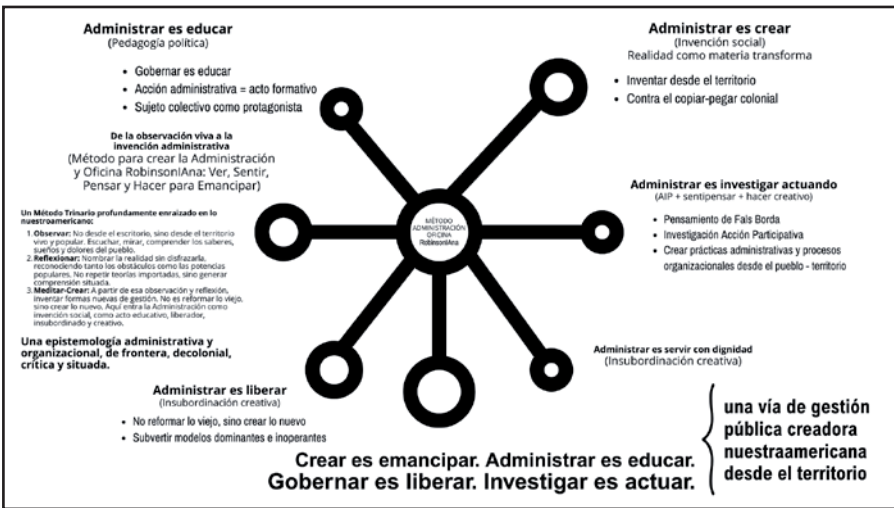 Administrar es educar
(Pedagogía política)
• Gobernar es educar
• Acción administrativa = acto formativo
• Sujeto colectivo como protagonista
De la observación viva a la
invención administrativa
(Método para crear la Administración
y Oficina RobinsonIAna: Ver, Sentir,
Pensar y Hacer para Emancipar)
Un Método Trinario profundamente enraizado en lo
nuestroamericano:
1. Observar: No desde el escritorio, sino desde el territorio
vivo y popular. Escuchar, mirar, comprender los saberes,
sueños y dolores del pueblo.
2. Reflexionar: Nombrar la realidad sin disfrazarla,
reconociendo tanto los obstáculos como las potencias
populares. No repetir teorías importadas, sino generar
comprensión situada.
3. Meditar-Crear: A partir de esa observación y reflexión,
inventar formas nuevas de gestión. No es reformar lo viejo,
sino crear lo nuevo. Aquí entra la Administración como
invención social, como acto educativo, liberador,
insubordinado y creativo.
Una epistemología administrativa y
organizacional, de frontera, decolonial,
crítica y situada.
Administrar es liberar
(Insubordinación creativa)
• No reformar lo viejo, sino crear lo nuevo
• Subvertir modelos dominantes e inoperantes
MÉTODO
ADMINISTRACIÓN
OFICINA
RobinsonIAna
Administrar es crear
(Invención social)
Realidad como materia transforma
• Inventar desde el territorio
• Contra el copiar-pegar colonial
Administrar es investigar actuando
(AIP + sentipensar + hacer creativo)
• Pensamiento de Fals Borda
• Investigación Acción Participativa
• Crear prácticas administrativas y procesos
organizacionales desde el pueblo - territorio
Administrar es servir con dignidad
(Insubordinación creativa)
una vía de gestión
pública creadora
nuestraamericana
desde el territorio
Crear es emancipar. Administrar es educar.
Gobernar es liberar. Investigar es actuar.